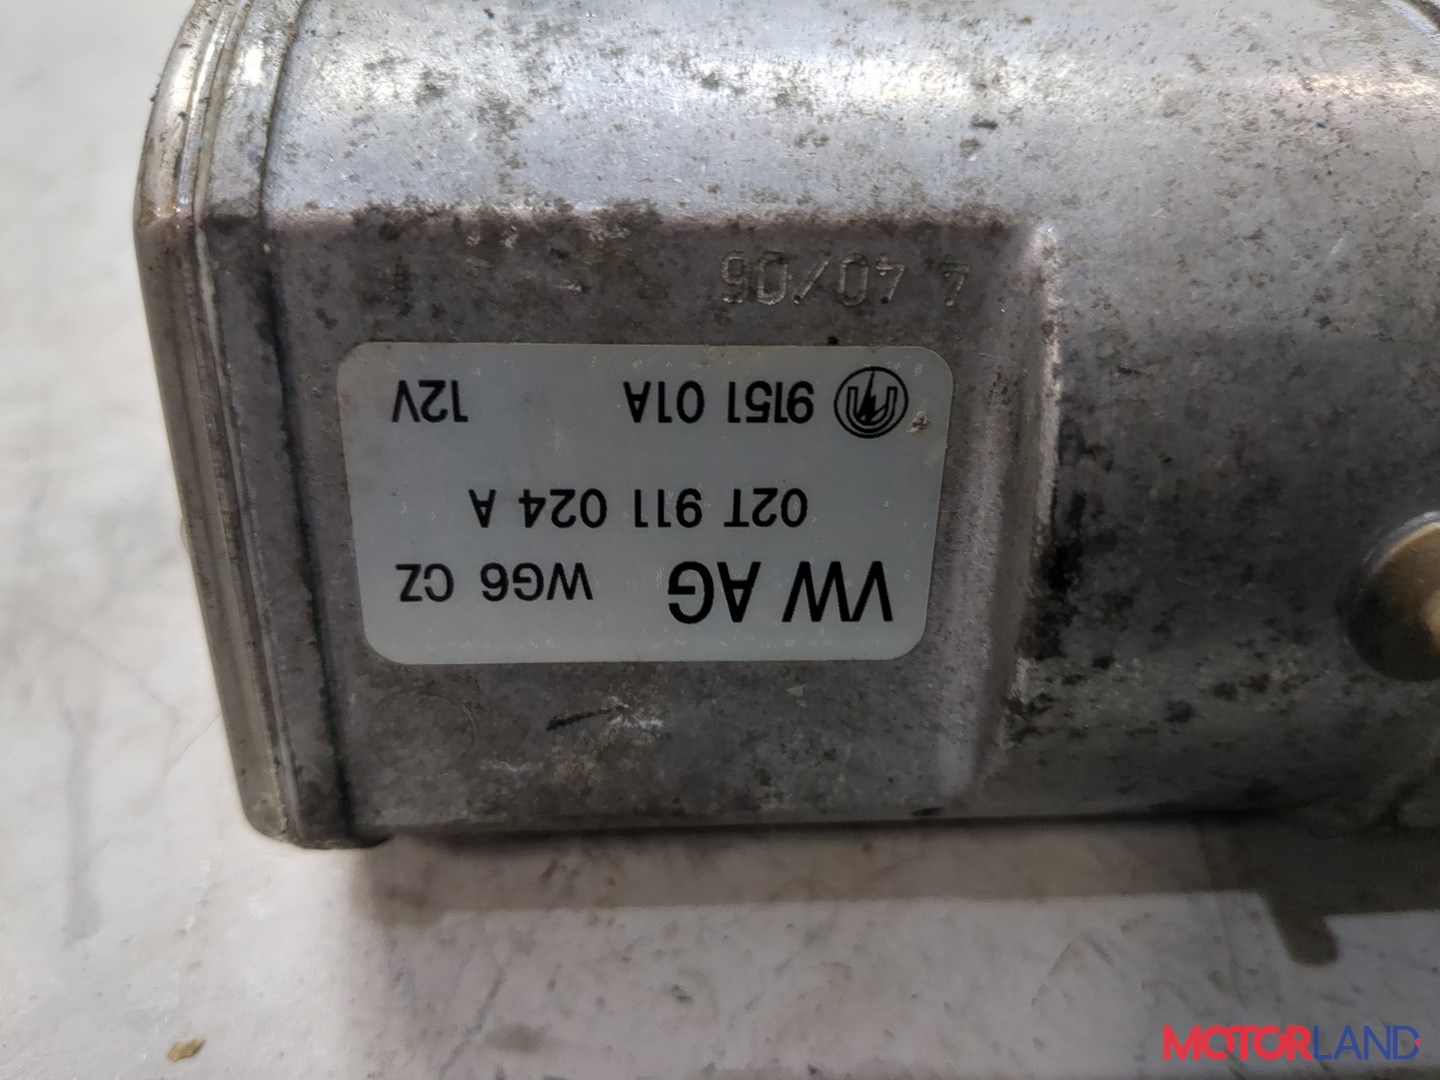 VW AG WG6 CZ
02T 911 024 A
9151 01A 12V
4 40/06
MOTORLAND